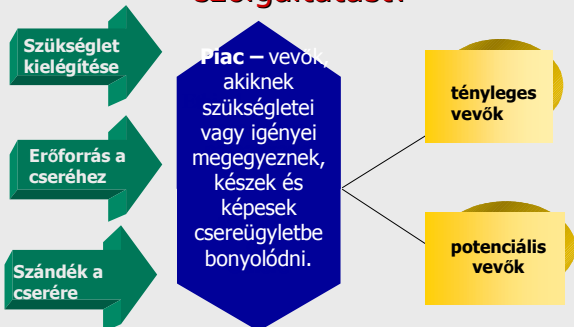 szolgáltatást?
Szükséglet
kielégítése
Erőforrás a
cseréhez
Szándék a
cserére
Piac – vevők,
akiknek
szükségletei
vagy igényei
megegyeznek,
készek és
képesek
csereügyletbe
bonyolódni.
tényleges
vevők
potenciális
vevők